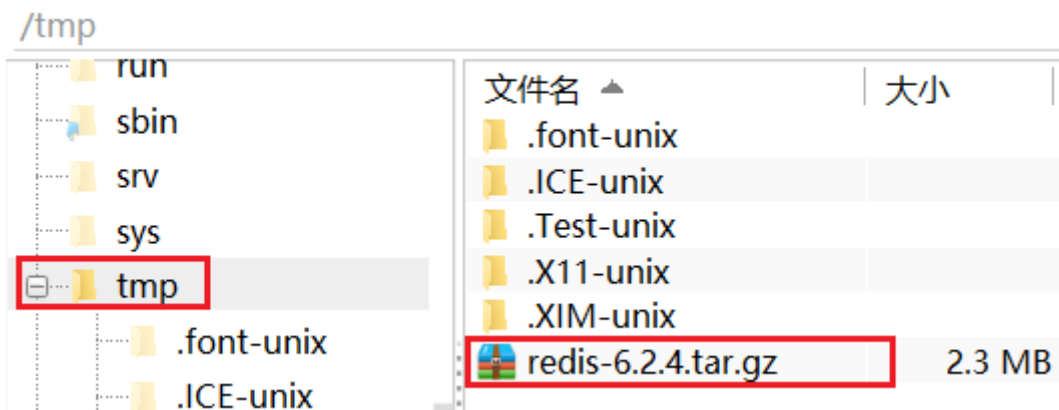 /tmp
run
sbin
srv
sys
tmp
.font-unix
.ICE-unix
文件名 大小
.font-unix
.ICE-unix
.Test-unix
.X11-unix
.XIM-unix
redis-6.2.4.tar.gz 2.3 MB